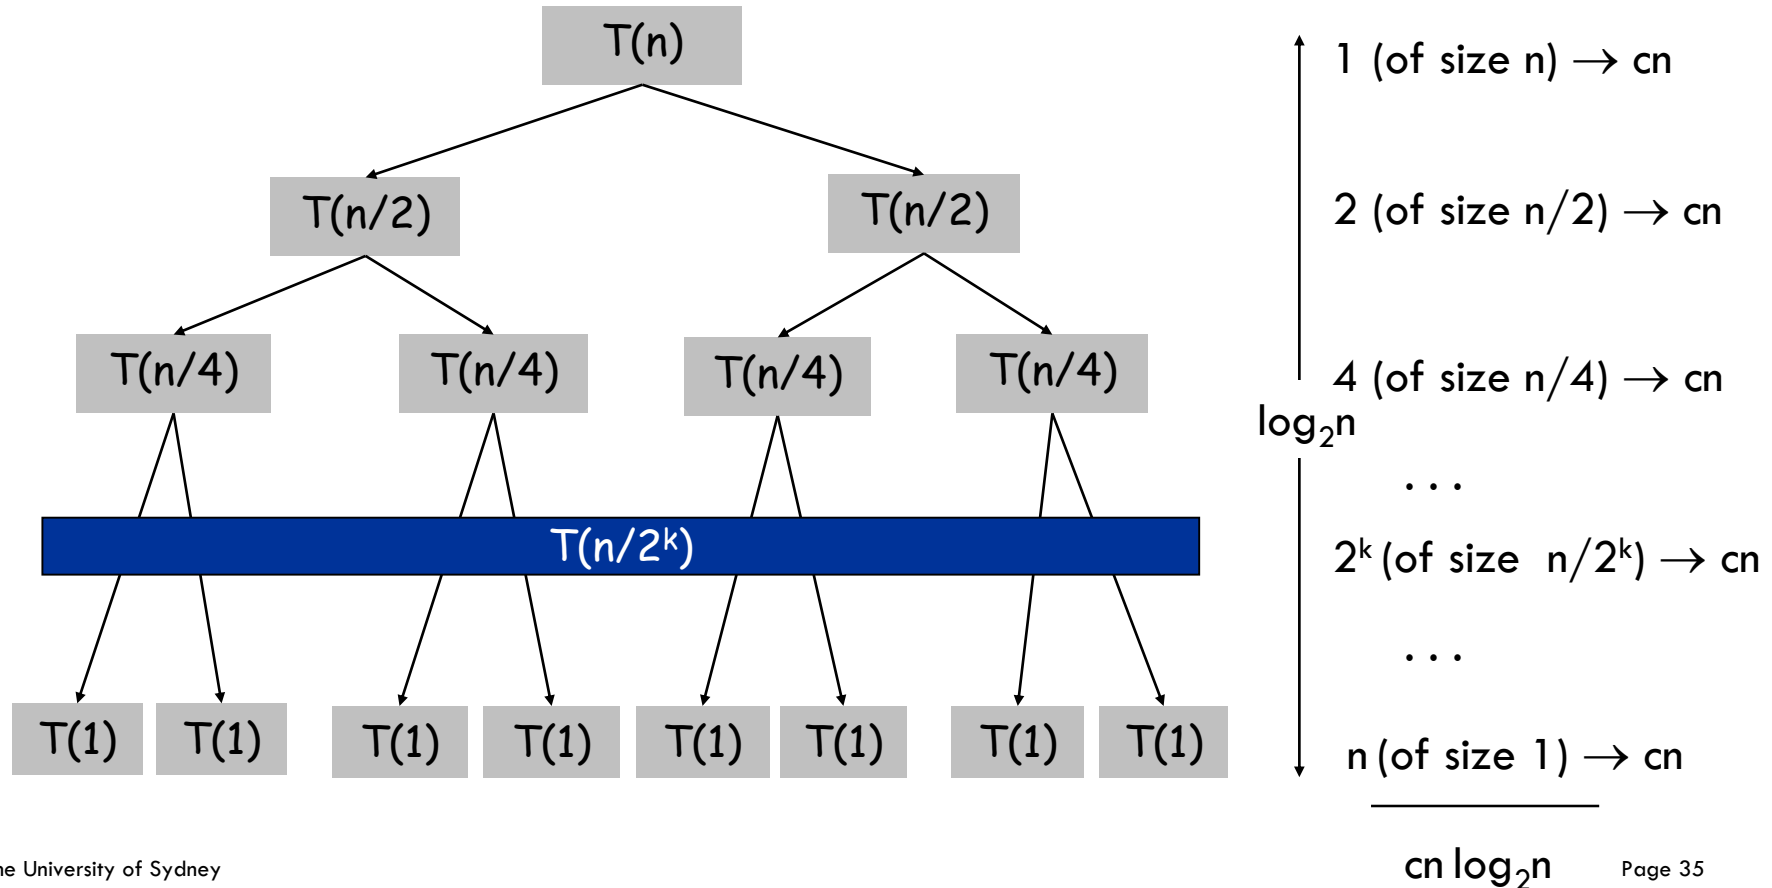 T(n)
1 (of size n) → cn
T(n/2) T(n/2)
2 (of size n/2) → cn
T(n/4) T(n/4) T(n/4) T(n/4)
4 (of size n/4) → cn
log₂n
. . .
T(n/2ᵏ)
2ᵏ (of size n/2ᵏ) → cn
. . .
T(1) T(1) T(1) T(1) T(1) T(1) T(1) T(1)
n (of size 1) → cn
cn log₂n
ne University of Sydney
Page 35